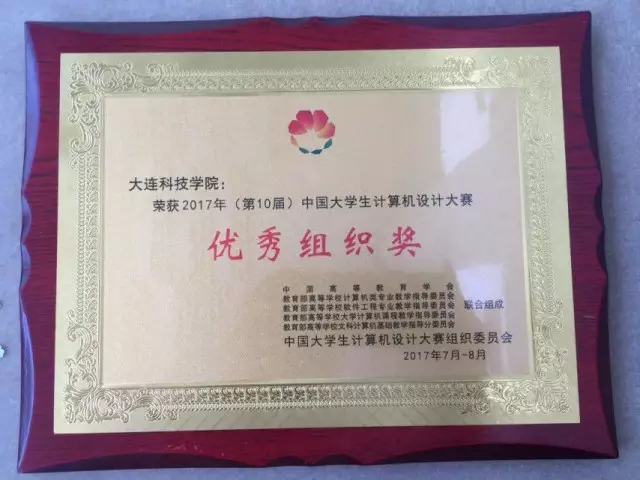 大连科技学院：
荣获2017年（第10届）中国大学生计算机设计大赛
优秀组织奖
中国高等教育学会
教育部高等学校计算机类专业教学指导委员会
教育部高等学校软件工程专业教学指导委员会
联合组成
教育部高等学校大学计算机课程教学指导委员会
教育部高等学校文科计算机基础教学指导分委员会
中国大学生计算机设计大赛组织委员会
2017年7月-8月